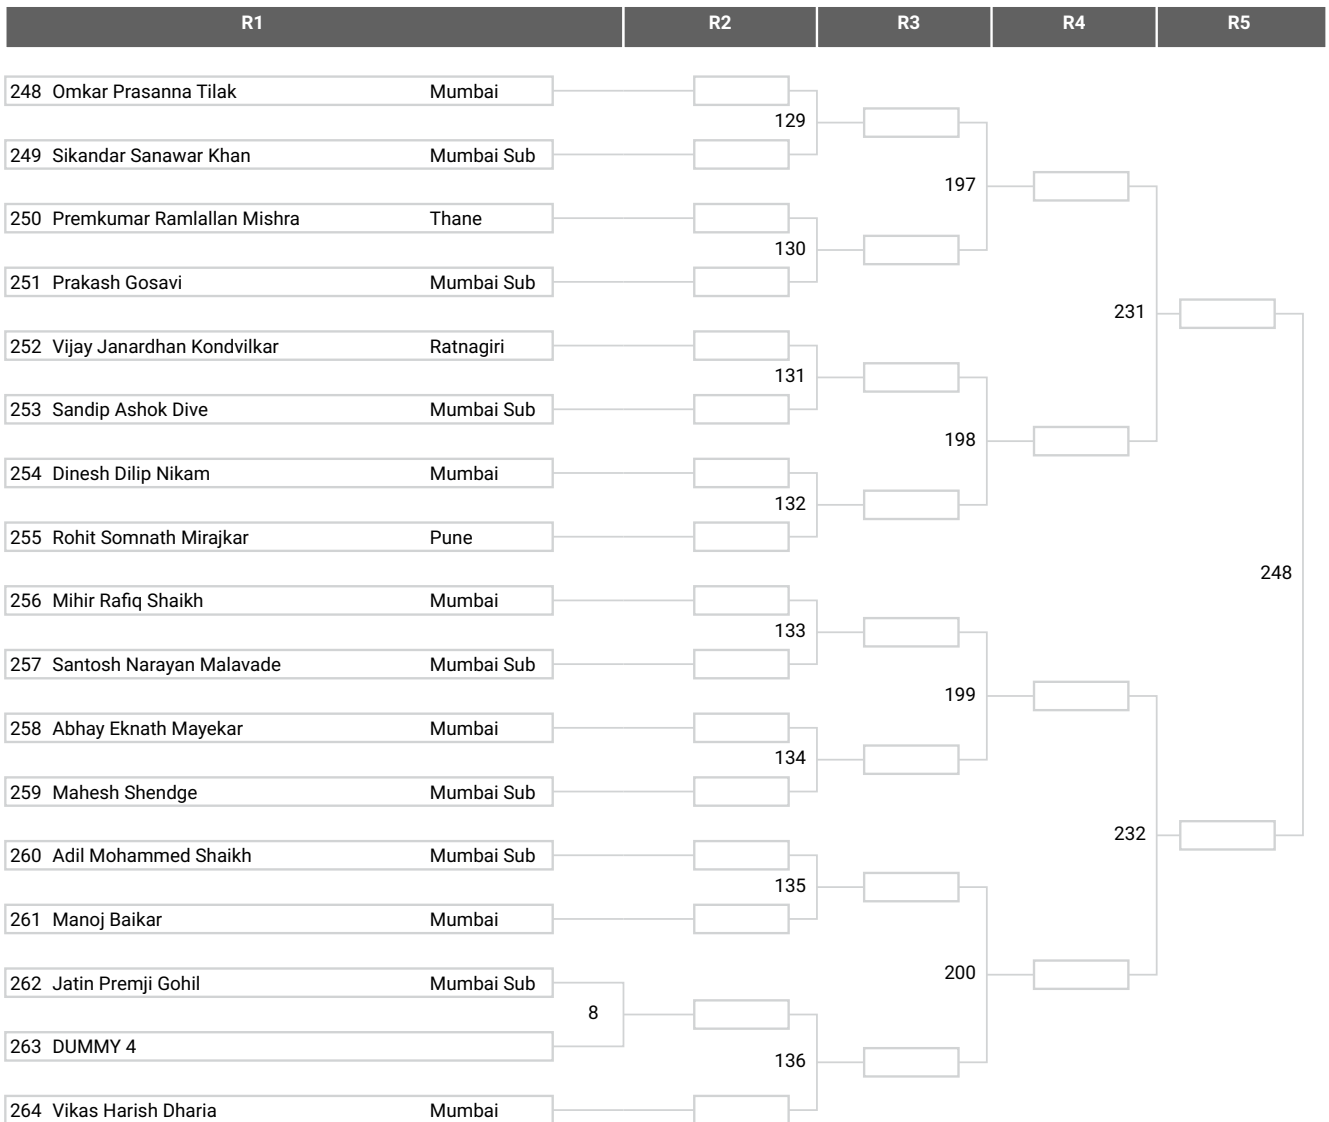 R1 R2 R3 R4 R5
248 Omkar Prasanna Tilak Mumbai
129
249 Sikandar Sanawar Khan Mumbai Sub
197
250 Premkumar Ramlallan Mishra Thane
130
251 Prakash Gosavi Mumbai Sub
231
252 Vijay Janardhan Kondvilkar Ratnagiri
131
253 Sandip Ashok Dive Mumbai Sub
198
254 Dinesh Dilip Nikam Mumbai
132
255 Rohit Somnath Mirajkar Pune
248
256 Mihir Rafiq Shaikh Mumbai
133
257 Santosh Narayan Malavade Mumbai Sub
199
258 Abhay Eknath Mayekar Mumbai
134
259 Mahesh Shendge Mumbai Sub
232
260 Adil Mohammed Shaikh Mumbai Sub
135
261 Manoj Baikar Mumbai
200
262 Jatin Premji Gohil Mumbai Sub
8
263 DUMMY 4
136
264 Vikas Harish Dharia Mumbai